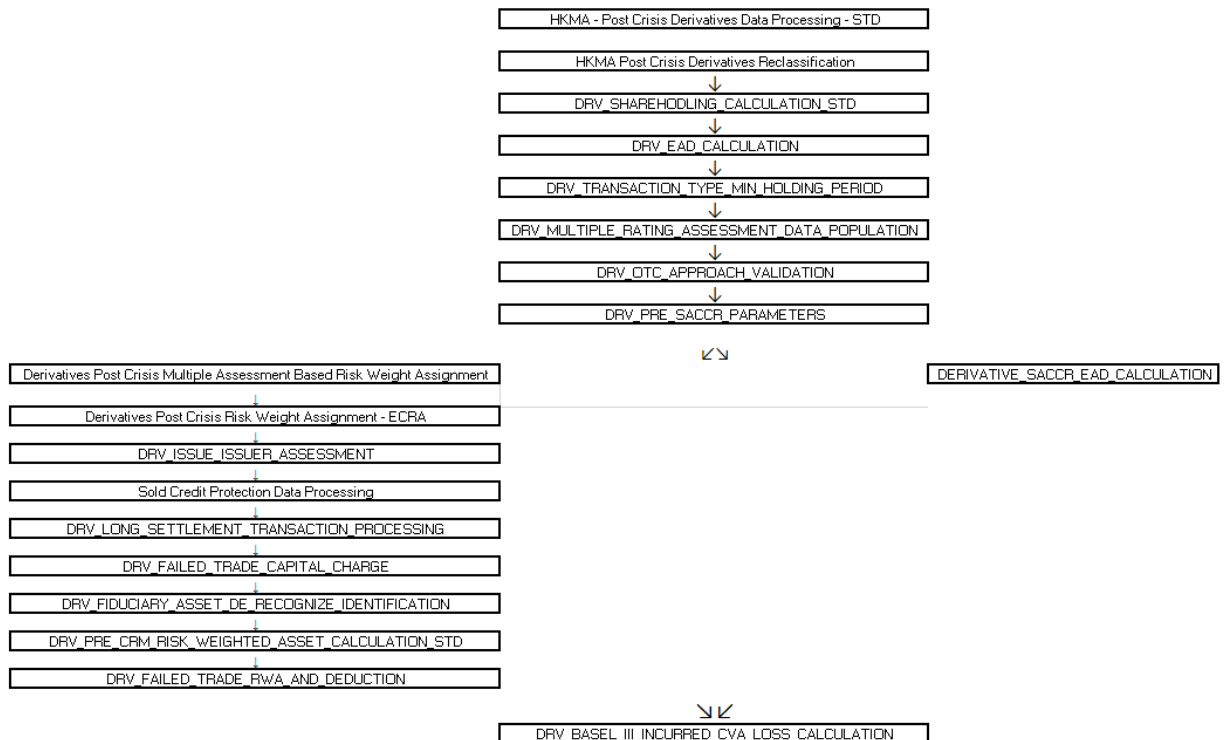 HKMA - Post Crisis Derivatives Data Processing - STD
HKMA Post Crisis Derivatives Reclassification
DRV_SHAREHODLING_CALCULATION_STD
DRV_EAD_CALCULATION
DRV_TRANSACTION_TYPE_MIN_HOLDING_PERIOD
DRV_MULTIPLE_RATING_ASSESSMENT_DATA_POPULATION
DRV_OTC_APPROACH_VALIDATION
DRV_PRE_SACCR_PARAMETERS
Derivatives Post Crisis Multiple Assessment Based Risk Weight Assignment
DERIVATIVE_SACCR_EAD_CALCULATION
Derivatives Post Crisis Risk Weight Assignment - ECRA
DRV_ISSUE_ISSUER_ASSESSMENT
Sold Credit Protection Data Processing
DRV_LONG_SETTLEMENT_TRANSACTION_PROCESSING
DRV_FAILED_TRADE_CAPITAL_CHARGE
DRV_FIDUCIARY_ASSET_DE_RECOGNIZE_IDENTIFICATION
DRV_PRE_CRM_RISK_WEIGHTED_ASSET_CALCULATION_STD
DRV_FAILED_TRADE_RWA_AND_DEDUCTION
DRV_BASEL_III_INCURRED_CVA_LOSS_CALCULATION